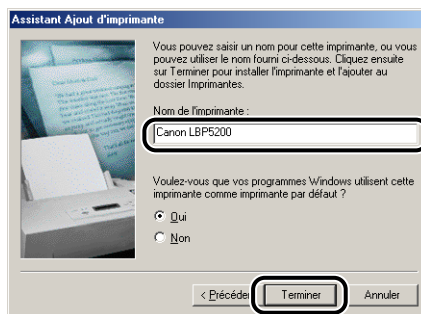 Assistant Ajout d'imprimante
Vous pouvez saisir un nom pour cette imprimante, ou vous
pouvez utiliser le nom fourni ci-dessous. Cliquez ensuite
sur Terminer pour installer l'imprimante et l'ajouter au
dossier Imprimantes.
Nom de l'imprimante :
Canon LBP5200
Voulez-vous que vos programmes Windows utilisent cette
imprimante comme imprimante par défaut ?
Oui
Non
< Précéden
Terminer
Annuler